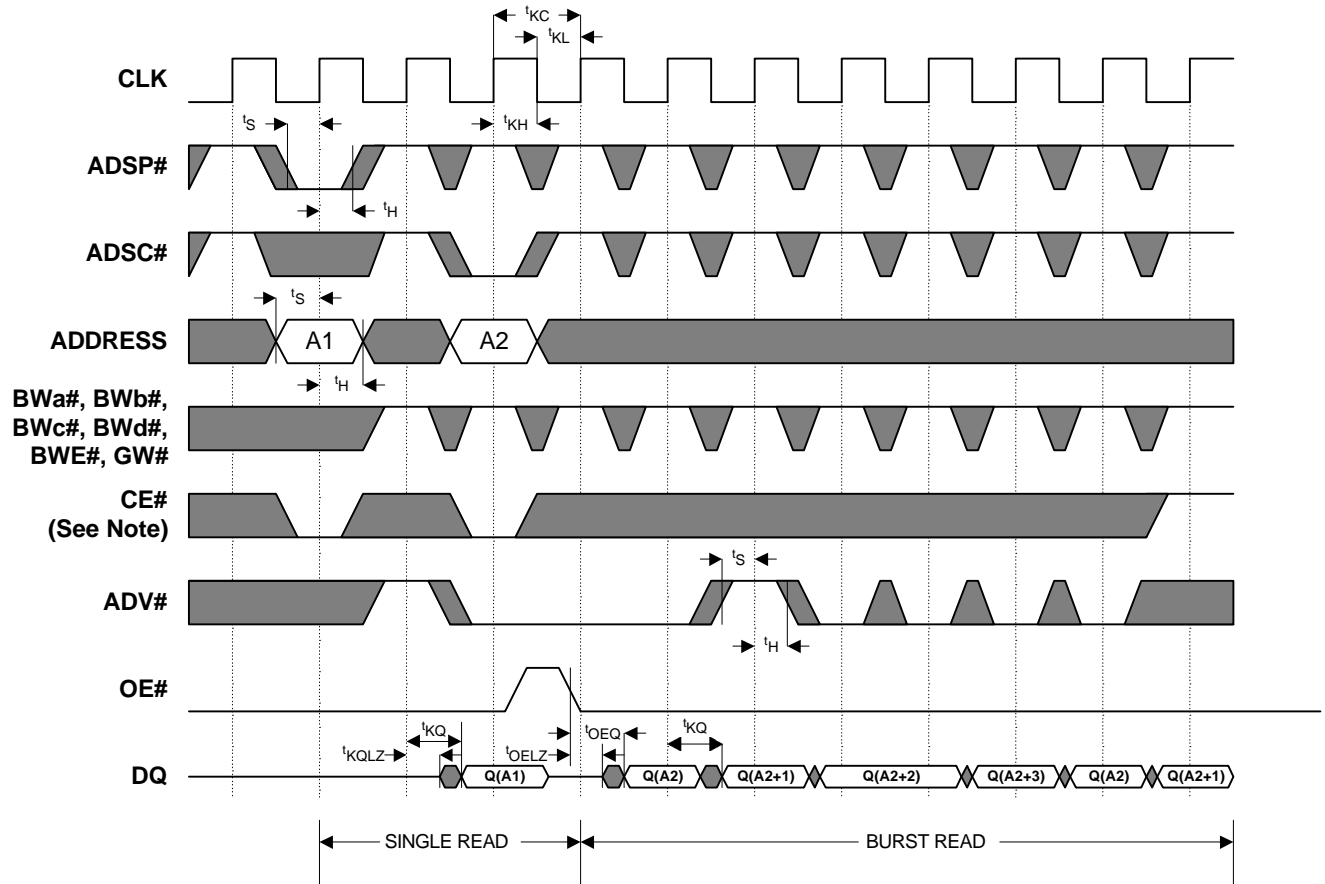 tKC
tKL
CLK
tS
tKH
ADSP#
tH
ADSC#
tS
ADDRESS
A1
A2
tH
BWa#, BWb#,
BWc#, BWd#,
BWE#, GW#
CE#
(See Note)
tS
ADV#
tH
OE#
tKQ
tOEQ
tKQ
tKQLZ
tOELZ
DQ
Q(A1)
Q(A2)
Q(A2+1)
Q(A2+2)
Q(A2+3)
Q(A2)
Q(A2+1)
SINGLE READ
BURST READ